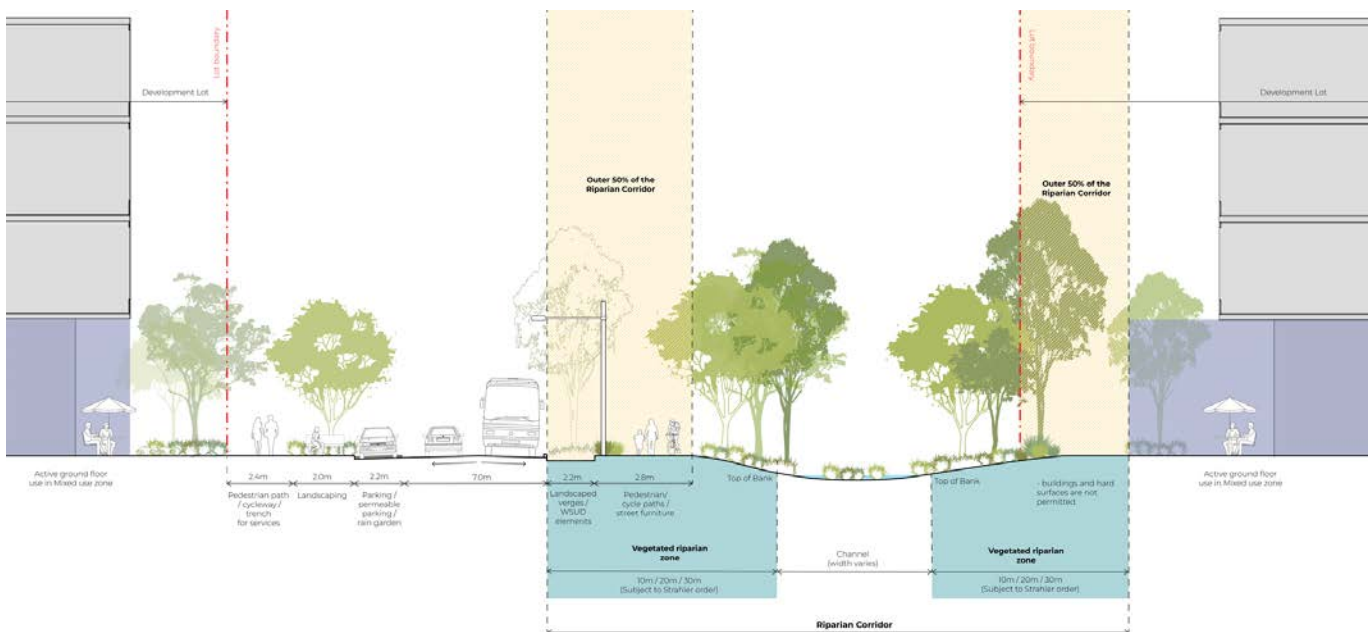 Lot boundary
Lot boundary
Development Lot
Development Lot
Outer 50% of the
Riparian Corridor
Outer 50% of the
Riparian Corridor
Active ground floor
use in Mixed use zone
2.4m
Pedestrian path
/ cycleway /
trench
for services
2.0m
Landscaping
2.2m
Parking /
permeable
parking /
rain garden
7.0m
2.2m
Landscaped
verges /
WSUD
elements
2.8m
Pedestrian/
cycle paths /
street furniture
Top of Bank
Top of Bank
- buildings and hard
surfaces are not
permitted
Active ground floor
use in Mixed use zone
Vegetated riparian
zone
10m / 20m / 30m
(Subject to Strahler order)
Channel
(width varies)
Vegetated riparian
zone
10m / 20m / 30m
(Subject to Strahler order)
Riparian Corridor